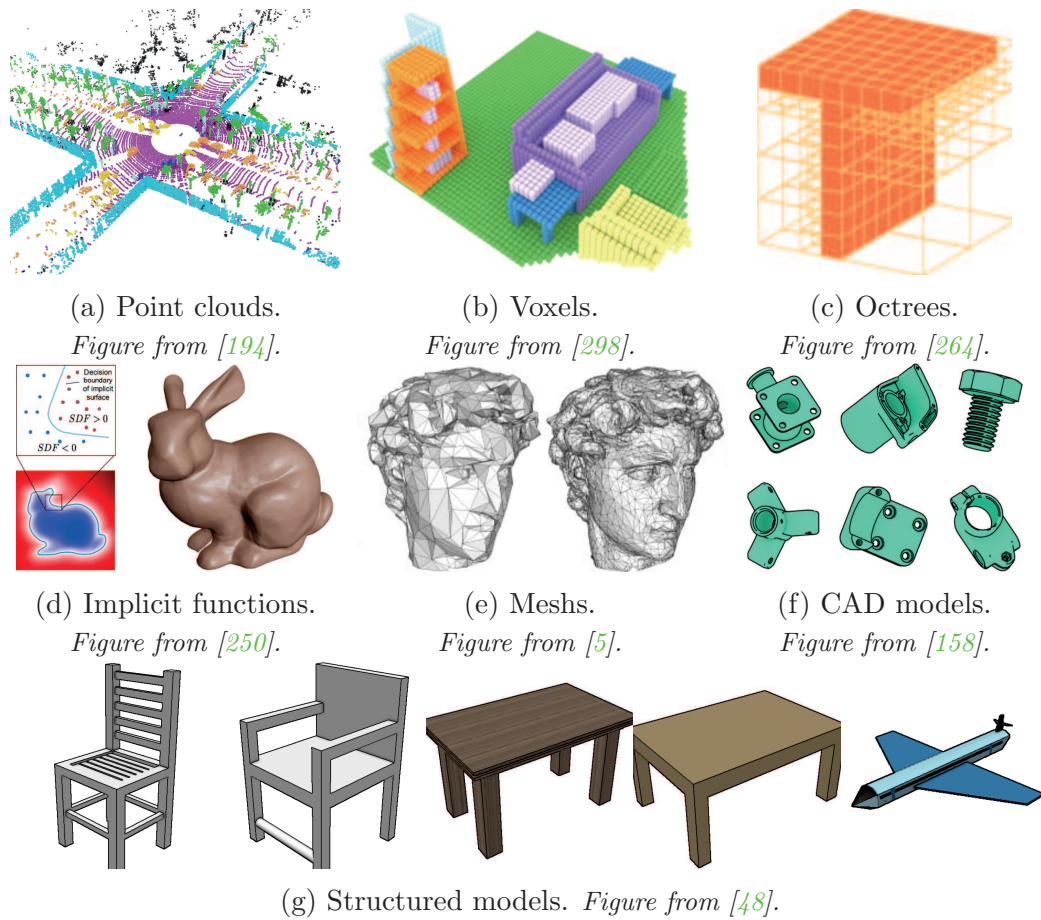 (a) Point clouds.
Figure from [194].
(b) Voxels.
Figure from [298].
(c) Octrees.
Figure from [264].
Decision
boundary
of implicit
surface
SDF > 0
SDF < 0
(d) Implicit functions.
Figure from [250].
(e) Meshs.
Figure from [5].
(f) CAD models.
Figure from [158].
(g) Structured models. Figure from [48].